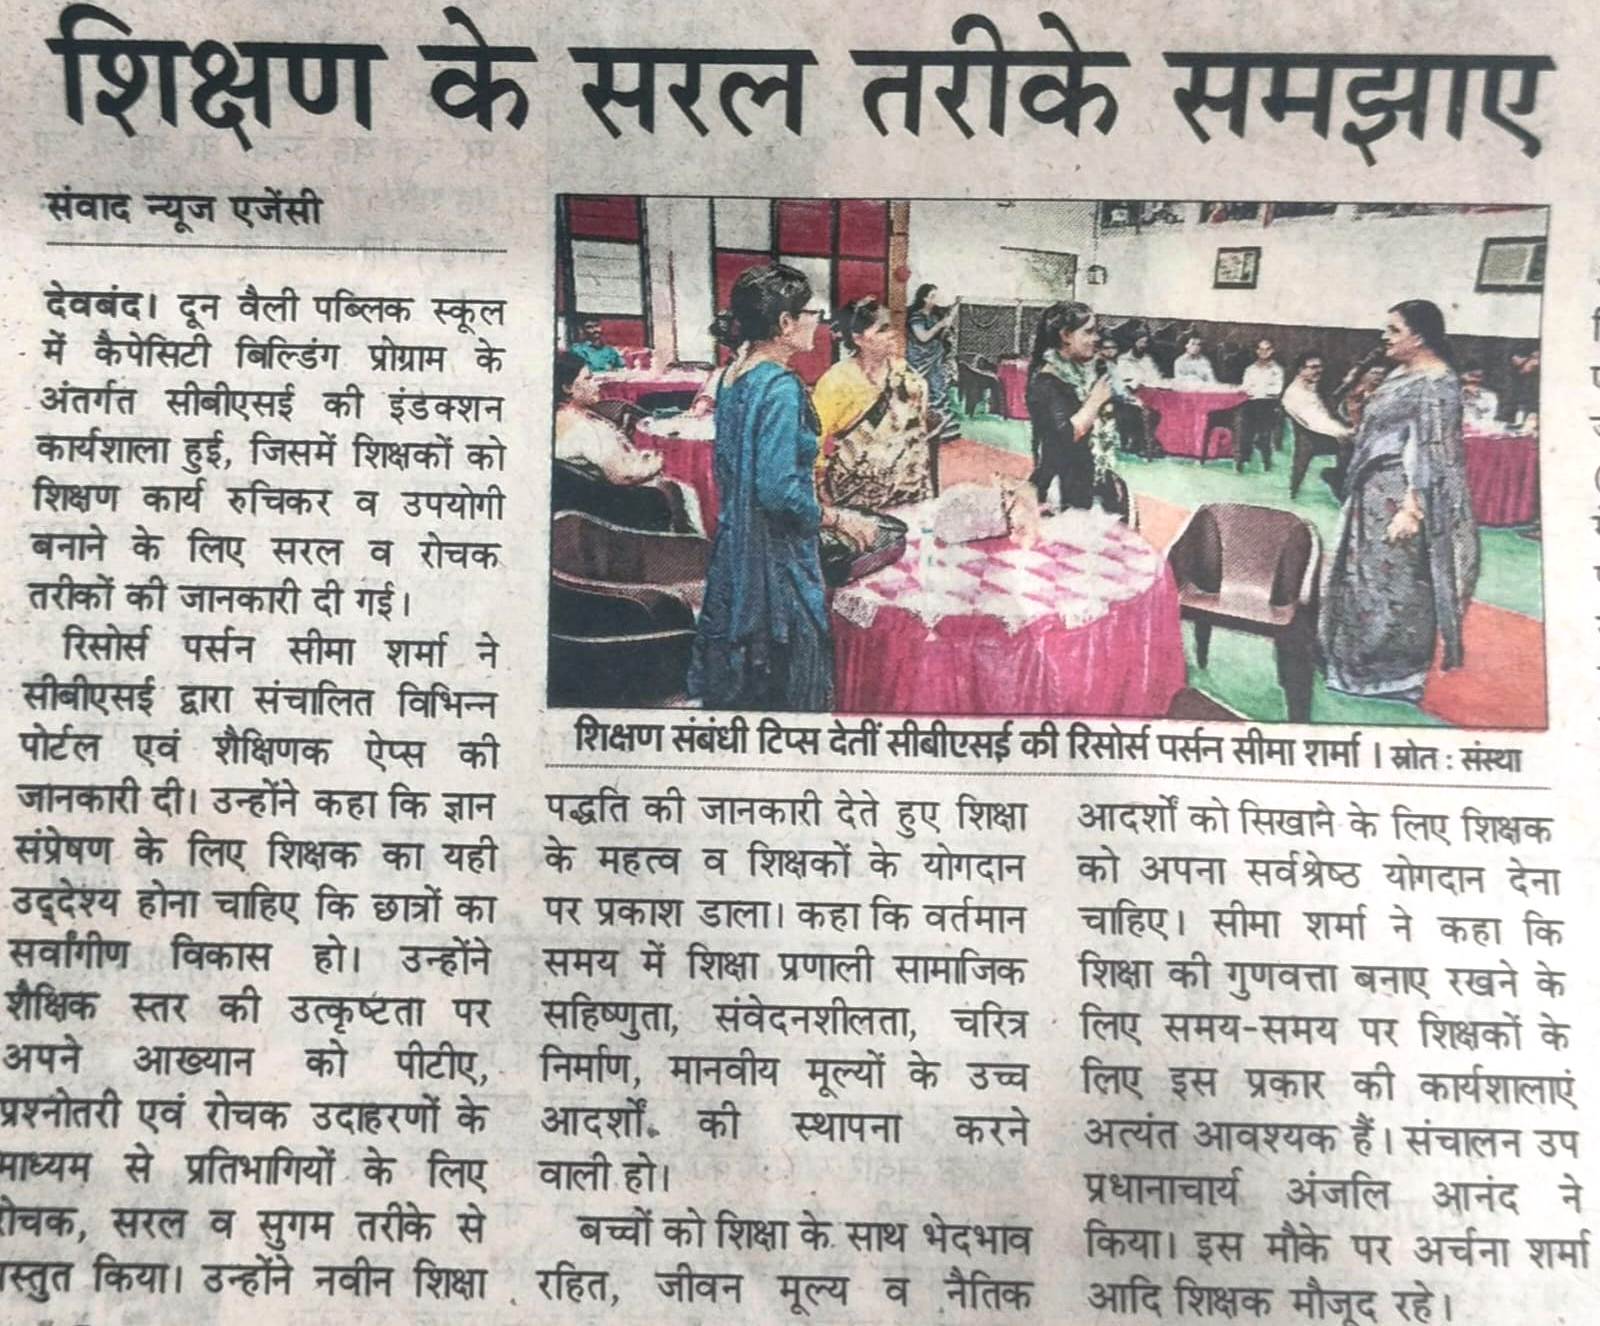 शिक्षण के सरल तरीके समझाए
संवाद न्यूज एजेंसी
देवबंद। दून वैली पब्लिक स्कूल
में कैपेसिटी बिल्डिंग प्रोग्राम के
अंतर्गत सीबीएसई की इंडक्शन
कार्यशाला हुई, जिसमें शिक्षकों को
शिक्षण कार्य रुचिकर व उपयोगी
बनाने के लिए सरल व रोचक
तरीकों की जानकारी दी गई।
रिसोर्स पर्सन सीमा शर्मा ने
सीबीएसई द्वारा संचालित विभिन्न
पोर्टल एवं शैक्षिणक ऐप्स की
जानकारी दी। उन्होंने कहा कि ज्ञान
संप्रेषण के लिए शिक्षक का यही
उद्देश्य होना चाहिए कि छात्रों का
सर्वांगीण विकास हो। उन्होंने
शैक्षिक स्तर की उत्कृष्टता पर
अपने आख्यान को पीटीए,
प्रश्नोतरी एवं रोचक उदाहरणों के
माध्यम से प्रतिभागियों के लिए
रोचक, सरल व सुगम तरीके से
प्रस्तुत किया। उन्होंने नवीन शिक्षा
शिक्षण संबंधी टिप्स देतीं सीबीएसई की रिसोर्स पर्सन सीमा शर्मा । स्रोत : संस्था
पद्धति की जानकारी देते हुए शिक्षा
के महत्व व शिक्षकों के योगदान
पर प्रकाश डाला। कहा कि वर्तमान
समय में शिक्षा प्रणाली सामाजिक
सहिष्णुता, संवेदनशीलता, चरित्र
निर्माण, मानवीय मूल्यों के उच्च
आदर्शों की स्थापना करने
वाली हो।
बच्चों को शिक्षा के साथ भेदभाव
रहित, जीवन मूल्य व नैतिक
आदर्शों को सिखाने के लिए शिक्षक
को अपना सर्वश्रेष्ठ योगदान देना
चाहिए। सीमा शर्मा ने कहा कि
शिक्षा की गुणवत्ता बनाए रखने के
लिए समय-समय पर शिक्षकों के
लिए इस प्रकार की कार्यशालाएं
अत्यंत आवश्यक हैं। संचालन उप
प्रधानाचार्य अंजलि आनंद ने
किया। इस मौके पर अर्चना शर्मा
आदि शिक्षक मौजूद रहे।